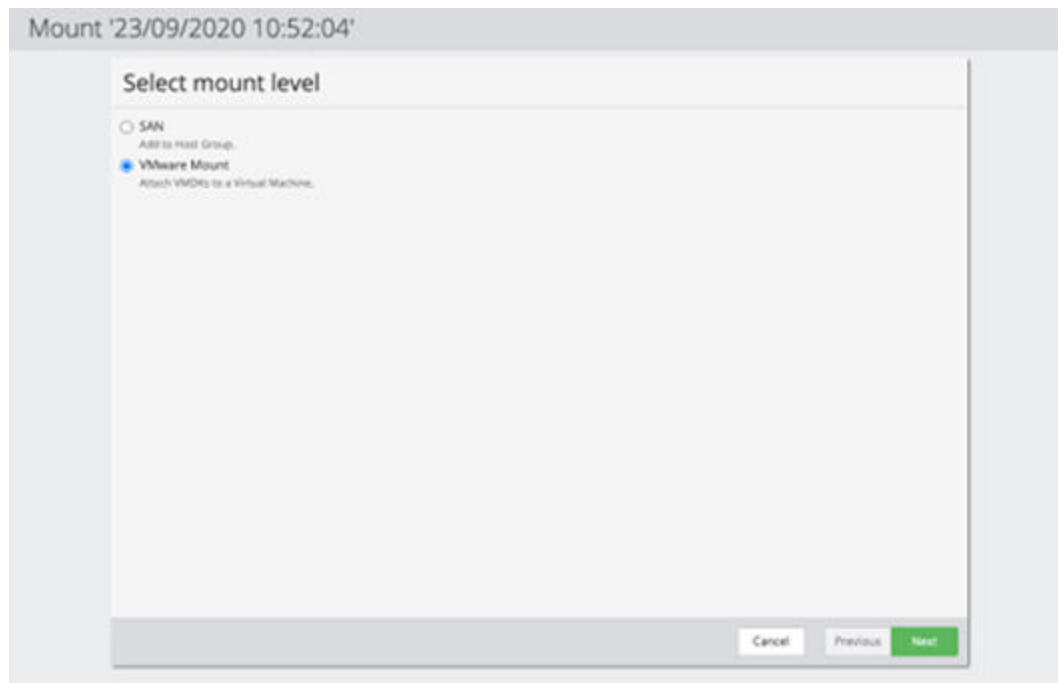 Mount '23/09/2020 10:52:04'
Select mount level
SAN
Add to Host Group.
VMware Mount
Attach VMDKs to a Virtual Machine.
Cancel
Previous
Next